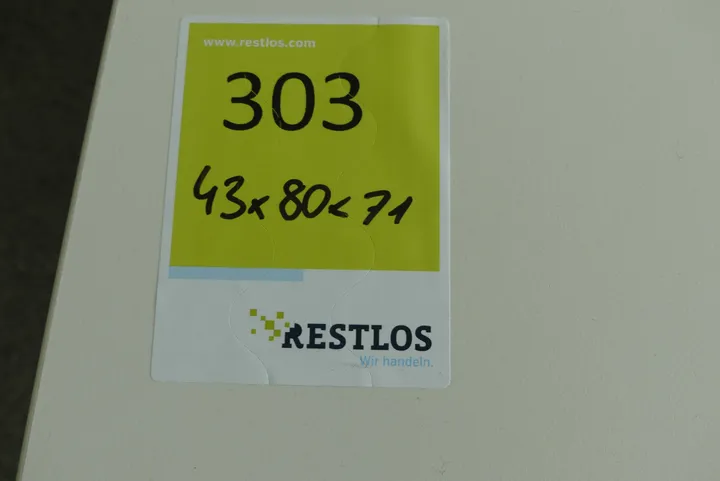 www.restlos.com
303
43x80x71
RESTLOS
Wir handeln.